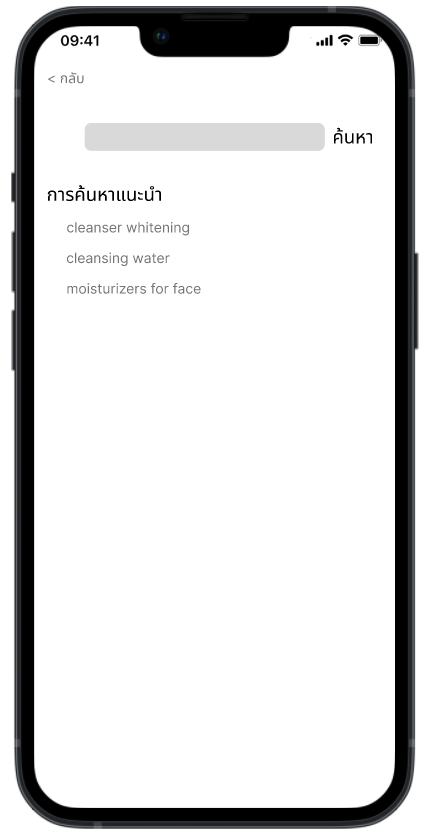 09:41
< กลับ
ค้นหา
การค้นหาแนะนำ
cleanser whitening
cleansing water
moisturizers for face